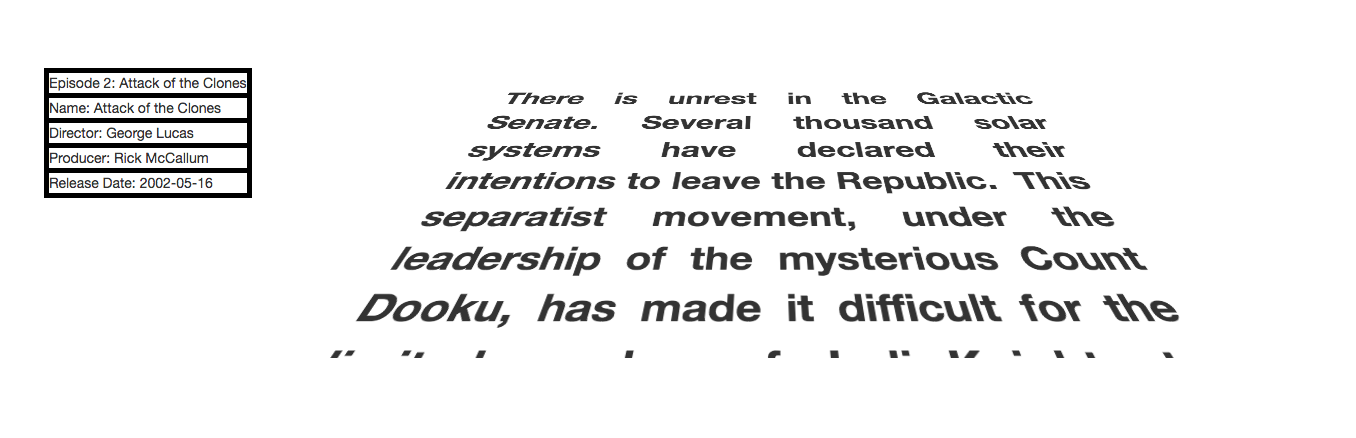 Episode 2: Attack of the Clones
Name: Attack of the Clones
Director: George Lucas
Producer: Rick McCallum
Release Date: 2002-05-16
There is unrest in the Galactic
Senate. Several thousand solar
systems have declared their
intentions to leave the Republic. This
separatist movement, under the
leadership of the mysterious Count
Dooku, has made it difficult for the